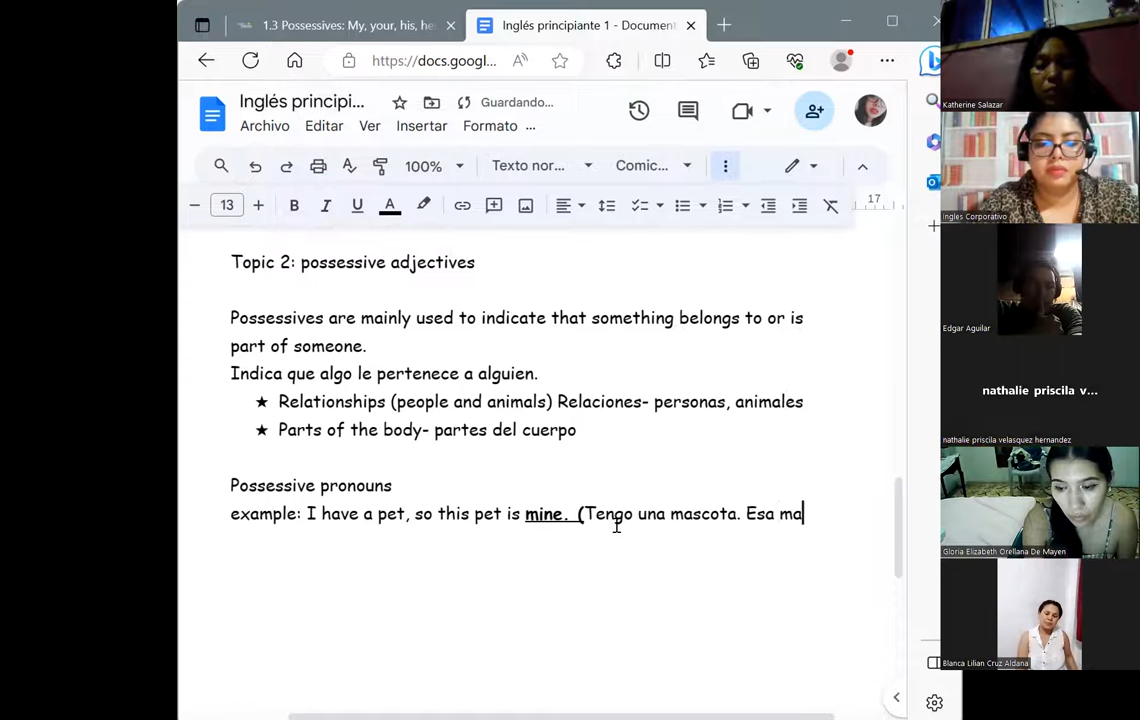 1.3 Possessives: My, your, his, he
Inglés principiante 1 - Document
https://docs.googl...
Inglés principi...
Guardando...
Archivo Editar Ver Insertar Formato ...
100% Texto nor... Comic...
13
17
Topic 2: possessive adjectives
Possessives are mainly used to indicate that something belongs to or is
part of someone.
Indica que algo le pertenece a alguien.
★ Relationships (people and animals) Relaciones- personas, animales
★ Parts of the body- partes del cuerpo
Possessive pronouns
example: I have a pet, so this pet is mine. (Tengo una mascota. Esa ma
Katherine Salazar
Ingles Corporativo
Edgar Aguilar
nathalie priscila v...
nathalie priscila velasquez hernandez
Gloria Elizabeth Orellana De Mayen
Blanca Lilian Cruz Aldana